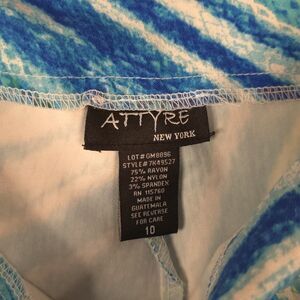 ATTYRE
NEW YORK
LOT# GM8896
STYLE# 7K49527
75% RAYON
22% NYLON
3% SPANDEX
RN 115760
MADE IN
GUATEMALA
SEE REVERSE
FOR CARE
10